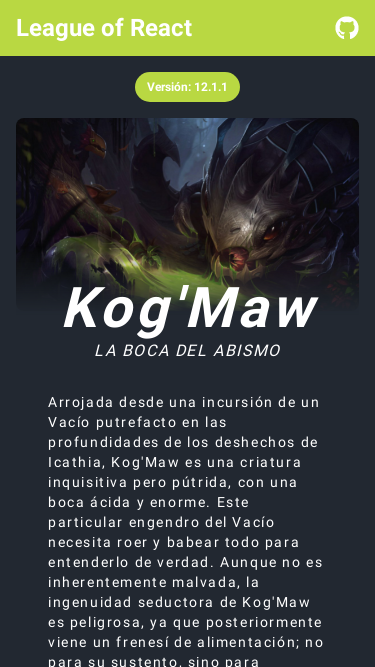 League of React
Versión: 12.1.1
Kog'Maw
LA BOCA DEL ABISMO
Arrojada desde una incursión de un
Vacío putrefacto en las
profundidades de los deshechos de
Icathia, Kog'Maw es una criatura
inquisitiva pero pútrida, con una
boca ácida y enorme. Este
particular engendro del Vacío
necesita roer y babear todo para
entenderlo de verdad. Aunque no es
inherentemente malvada, la
ingenuidad seductora de Kog'Maw
es peligrosa, ya que posteriormente
viene un frenesí de alimentación; no
para su sustento, sino para